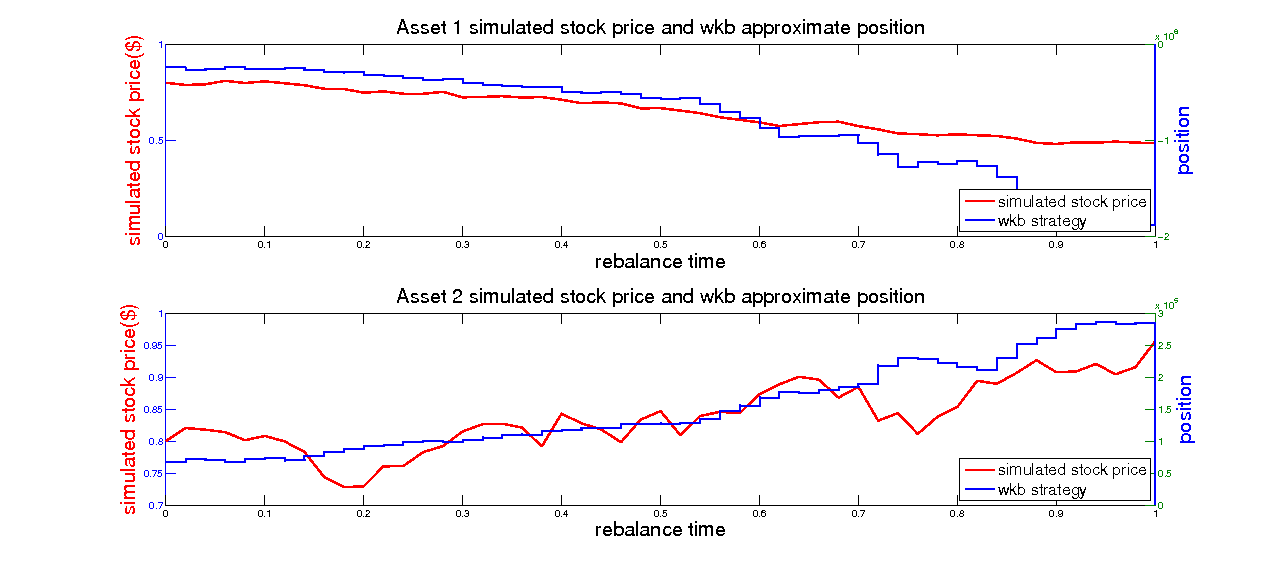 Asset 1 simulated stock price and wkb approximate position
simulated stock price($)
1
0.5
0
0
-1
-2
position
0 0.1 0.2 0.3 0.4 0.5 0.6 0.7 0.8 0.9 1
simulated stock price
wkb strategy
rebalance time
Asset 2 simulated stock price and wkb approximate position
simulated stock price($)
1
0.95
0.9
0.85
0.8
0.75
0.7
3
2.5
2
1.5
1
0.5
0
position
0 0.1 0.2 0.3 0.4 0.5 0.6 0.7 0.8 0.9 1
simulated stock price
wkb strategy
rebalance time